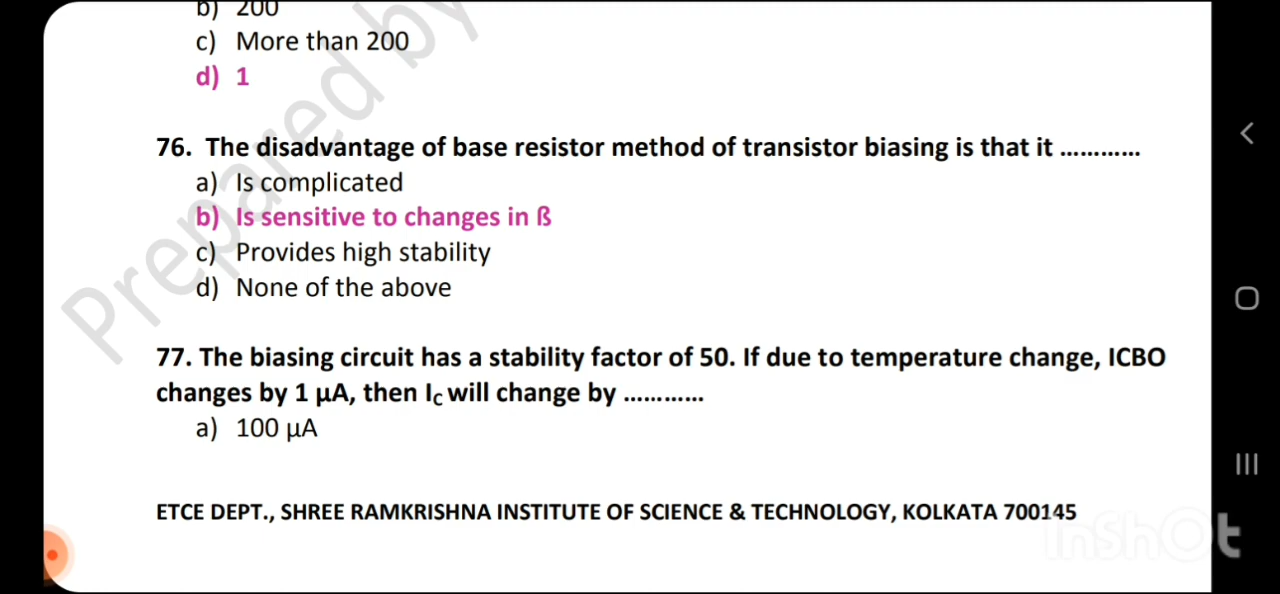 b) 200
c) More than 200
d) 1
76. The disadvantage of base resistor method of transistor biasing is that it ............
a) Is complicated
b) Is sensitive to changes in ß
c) Provides high stability
d) None of the above
77. The biasing circuit has a stability factor of 50. If due to temperature change, ICBO
changes by 1 µA, then IC will change by ............
a) 100 µA
ETCE DEPT., SHREE RAMKRISHNA INSTITUTE OF SCIENCE & TECHNOLOGY, KOLKATA 700145
Prepared by
InShOt